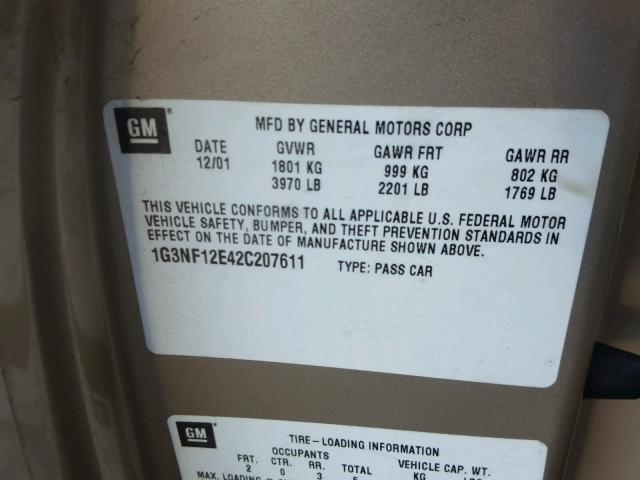 GM
MFD BY GENERAL MOTORS CORP
DATE GVWR GAWR FRT GAWR RR
12/01 1801 KG 999 KG 802 KG
3970 LB 2201 LB 1769 LB
THIS VEHICLE CONFORMS TO ALL APPLICABLE U.S. FEDERAL MOTOR
VEHICLE SAFETY, BUMPER, AND THEFT PREVENTION STANDARDS IN
EFFECT ON THE DATE OF MANUFACTURE SHOWN ABOVE.
1G3NF12E42C207611 TYPE: PASS CAR
GM
TIRE-LOADING INFORMATION
OCCUPANTS VEHICLE CAP. WT.
FRT. CTR. RR. TOTAL KG LBS
2 0 3 5
MAX. LOADING